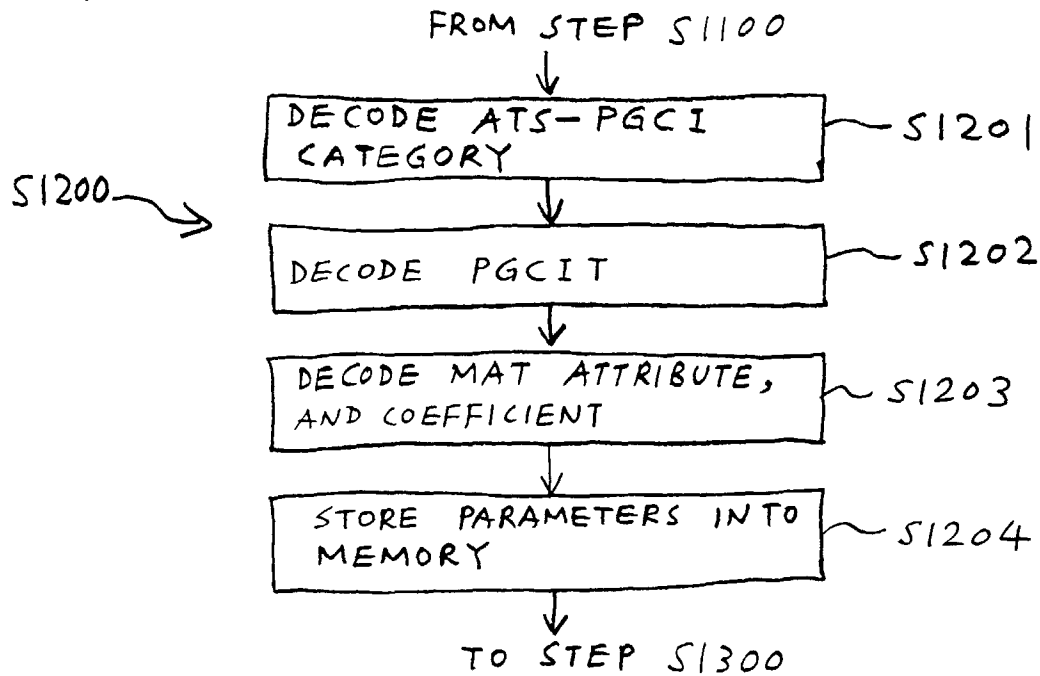 FROM STEP S1100
DECODE ATS-PGCI
CATEGORY
S1201
S1200
DECODE PGCIT
S1202
DECODE MAT ATTRIBUTE,
AND COEFFICIENT
S1203
STORE PARAMETERS INTO
MEMORY
S1204
TO STEP S1300